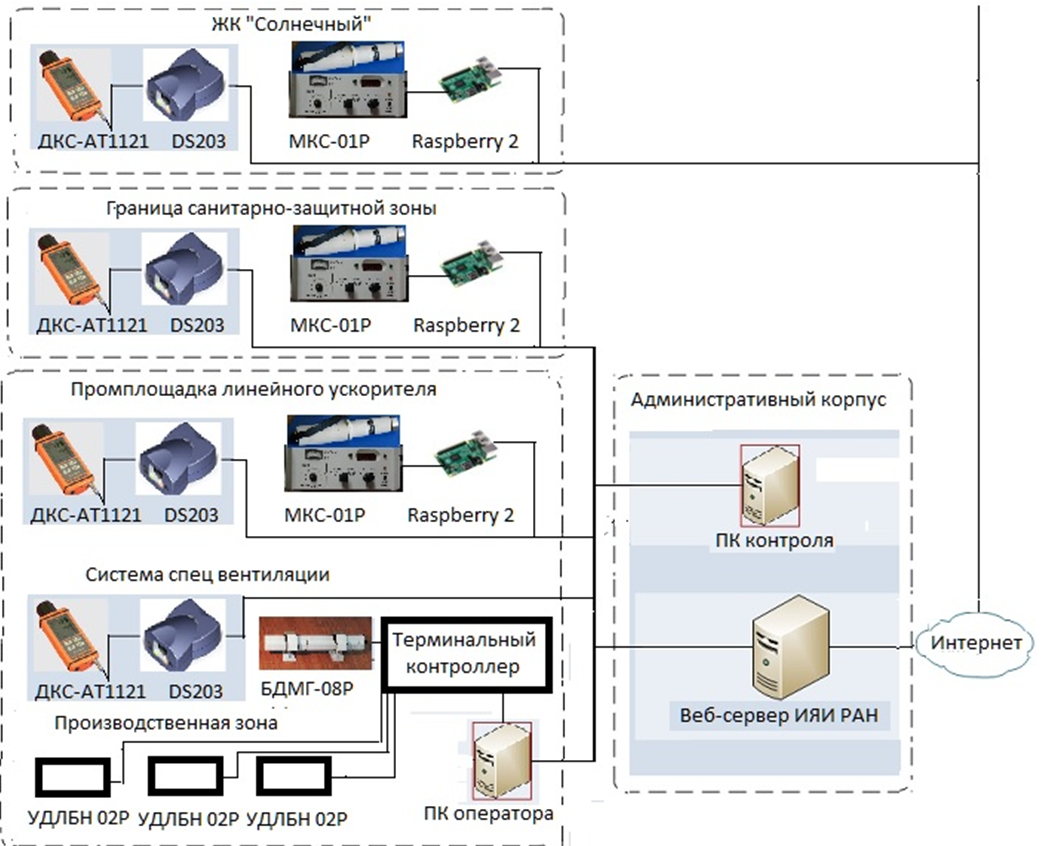 ЖК "Солнечный"
ДКС-АТ1121 DS203 МКС-01Р Raspberry 2
Граница санитарно-защитной зоны
ДКС-АТ1121 DS203 МКС-01Р Raspberry 2
Промплощадка линейного ускорителя
Административный корпус
ДКС-АТ1121 DS203 МКС-01Р Raspberry 2
ПК контроля
Система спец вентиляции
Терминальный
контроллер
Интернет
ДКС-АТ1121 DS203 БДМГ-08Р
Веб-сервер ИЯИ РАН
Производственная зона
УДЛБН 02Р УДЛБН 02Р УДЛБН 02Р
ПК оператора